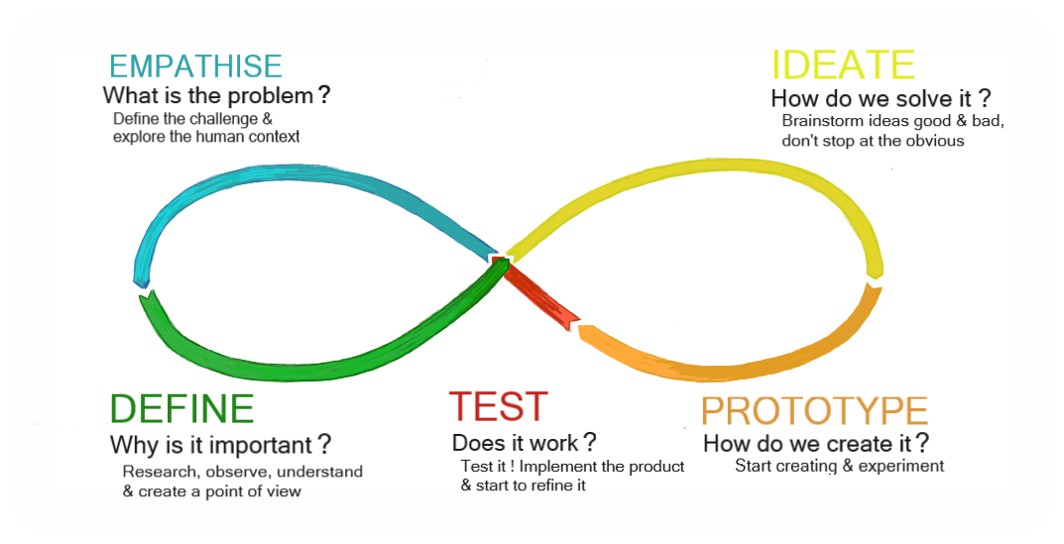 EMPATHISE
What is the problem ?
Define the challenge &
explore the human context
IDEATE
How do we solve it ?
Brainstorm ideas good & bad,
don't stop at the obvious
DEFINE
Why is it important ?
Research, observe, understand
& create a point of view
TEST
Does it work ?
Test it ! Implement the product
& start to refine it
PROTOTYPE
How do we create it ?
Start creating & experiment